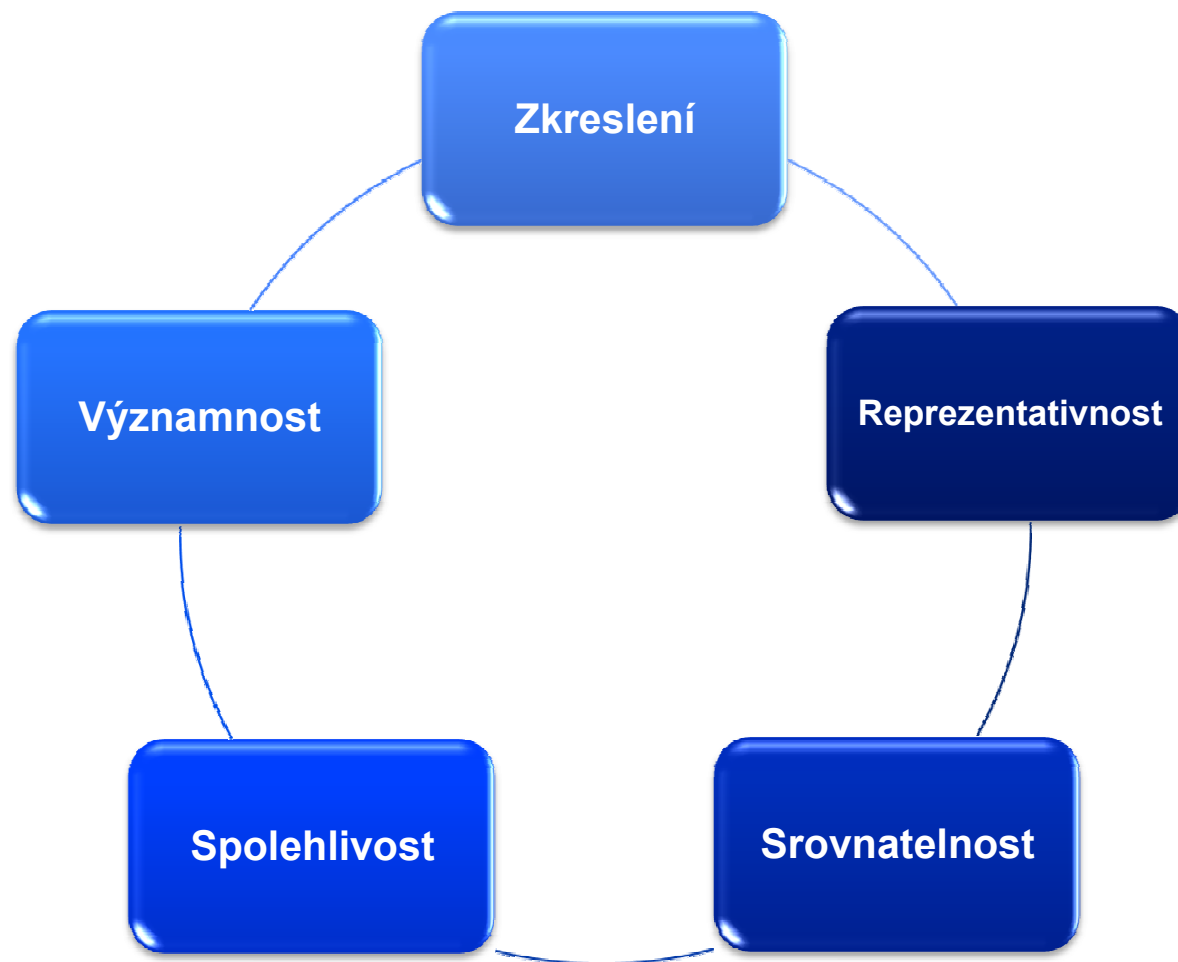 Zkreslení
Významnost
Reprezentativnost
Spolehlivost
Srovnatelnost